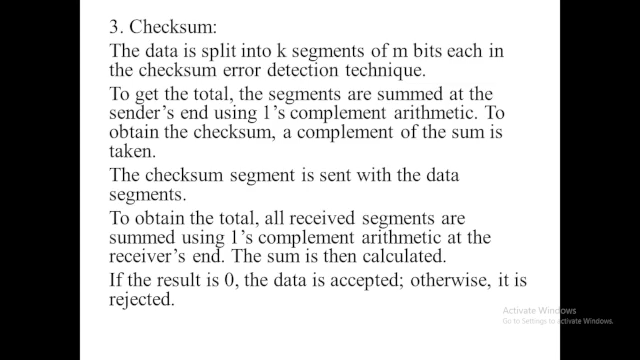 3. Checksum:
The data is split into k segments of m bits each in
the checksum error detection technique.
To get the total, the segments are summed at the
sender's end using 1's complement arithmetic. To
obtain the checksum, a complement of the sum is
taken.
The checksum segment is sent with the data
segments.
To obtain the total, all received segments are
summed using 1's complement arithmetic at the
receiver's end. The sum is then calculated.
If the result is 0, the data is accepted; otherwise, it is
rejected.
Activate Windows
Go to Settings to activate Windows.